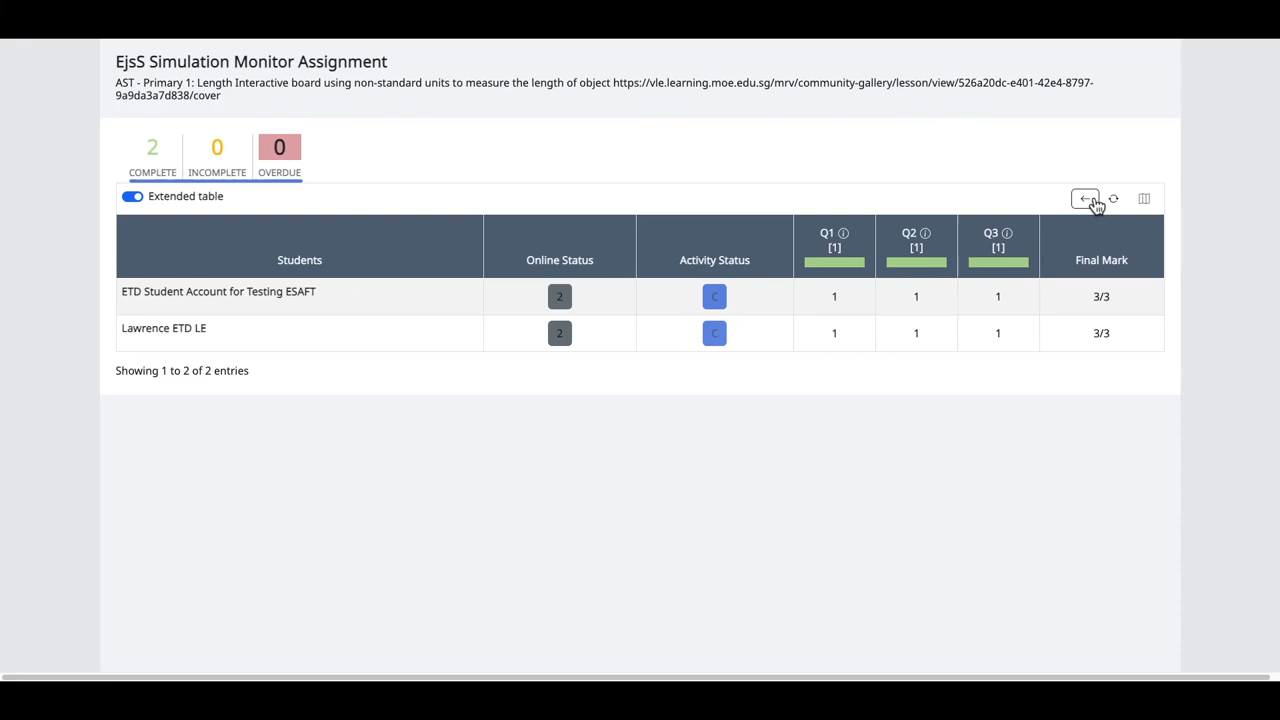 EjsS Simulation Monitor Assignment
AST - Primary 1: Length Interactive board using non-standard units to measure the length of object https://vle.learning.moe.edu.sg/mrv/community-gallery/lesson/view/526a20dc-e401-42e4-8797-
9a9da3a7d838/cover
2 0 0
COMPLETE INCOMPLETE OVERDUE
Extended table
Students Online Status Activity Status Q1 [1] Q2 [1] Q3 [1] Final Mark
ETD Student Account for Testing ESAFT 2 C 1 1 1 3/3
Lawrence ETD LE 2 C 1 1 1 3/3
Showing 1 to 2 of 2 entries